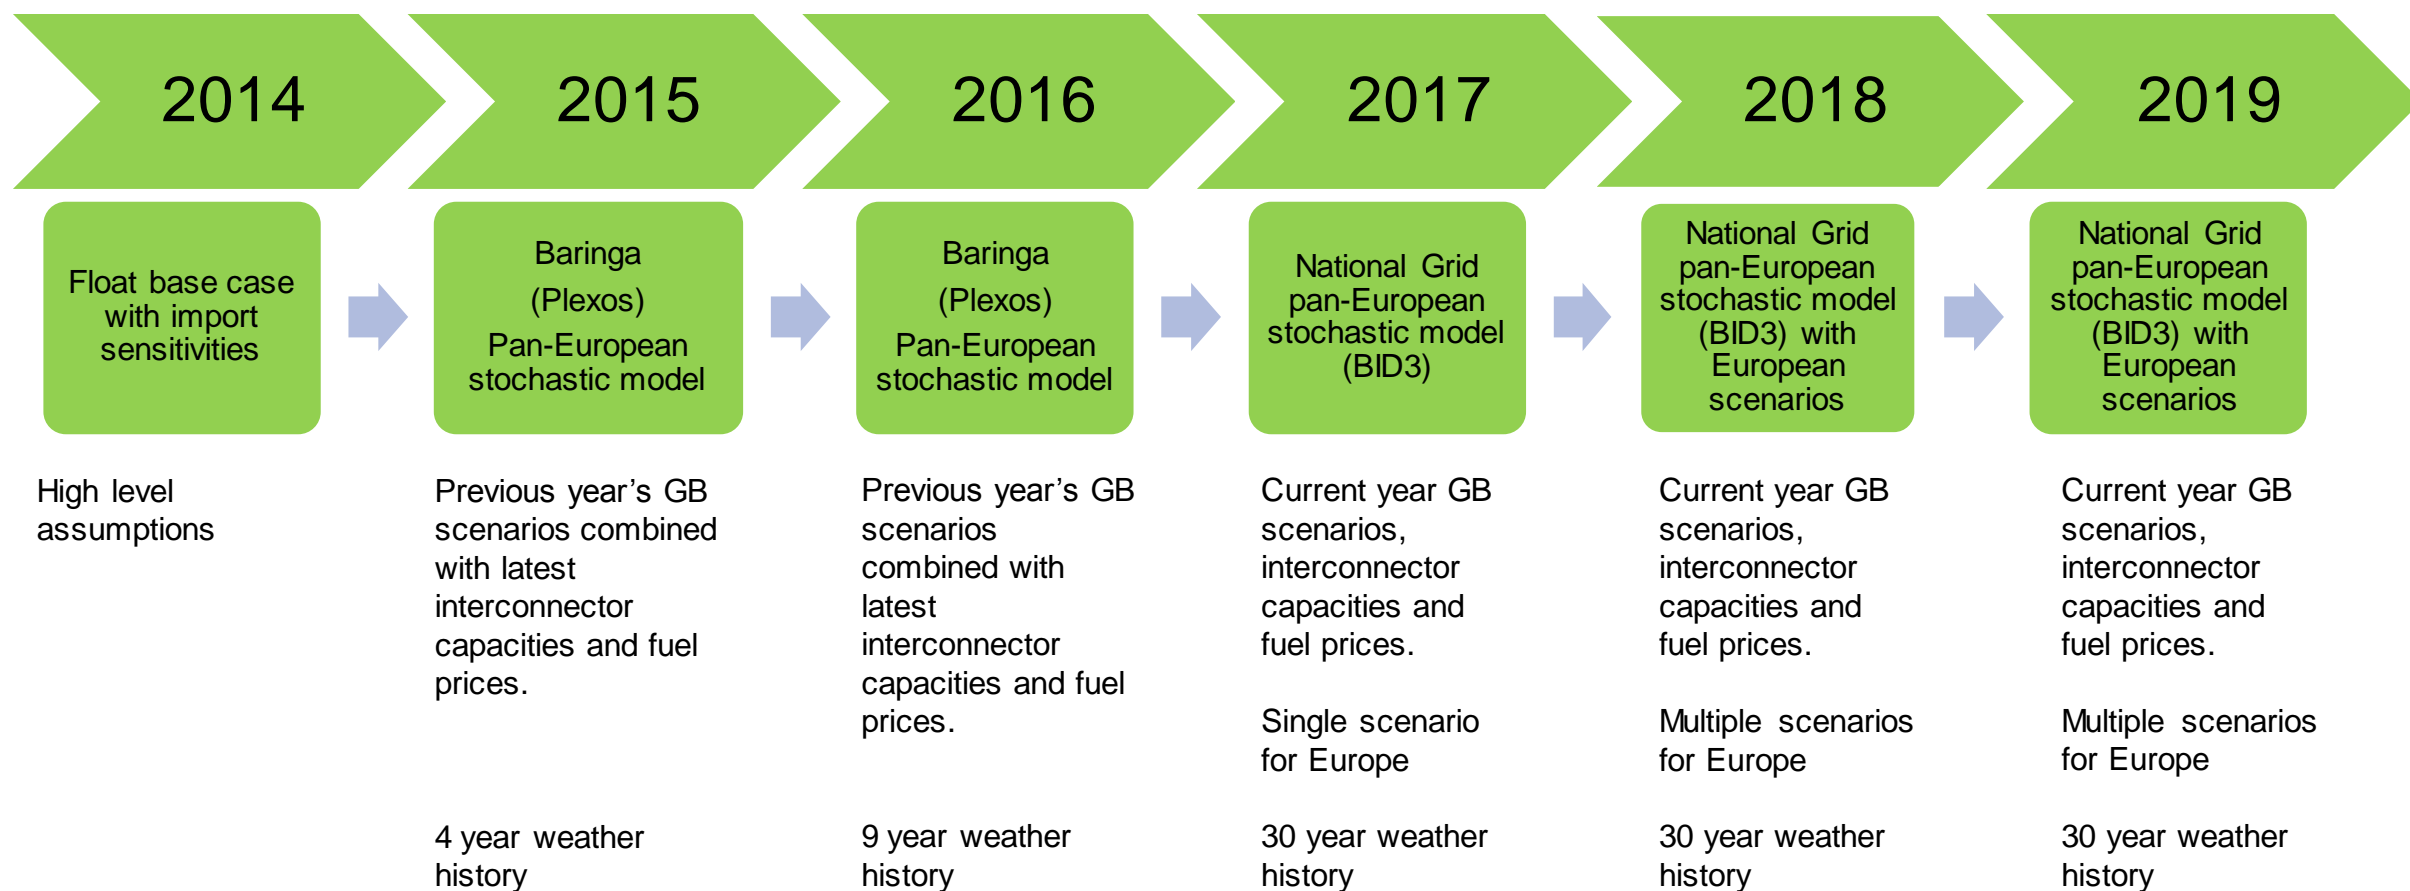 2014
2015
2016
2017
2018
2019
Float base case
with import
sensitivities
Baringa
(Plexos)
Pan-European
stochastic model
Baringa
(Plexos)
Pan-European
stochastic model
National Grid
pan-European
stochastic model
(BID3)
National Grid
pan-European
stochastic model
(BID3) with
European
scenarios
National Grid
pan-European
stochastic model
(BID3) with
European
scenarios
High level
assumptions
Previous year’s GB
scenarios combined
with latest
interconnector
capacities and fuel
prices.
4 year weather
history
Previous year’s GB
scenarios
combined with
latest
interconnector
capacities and fuel
prices.
9 year weather
history
Current year GB
scenarios,
interconnector
capacities and
fuel prices.
Single scenario
for Europe
30 year weather
history
Current year GB
scenarios,
interconnector
capacities and
fuel prices.
Multiple scenarios
for Europe
30 year weather
history
Current year GB
scenarios,
interconnector
capacities and
fuel prices.
Multiple scenarios
for Europe
30 year weather
history